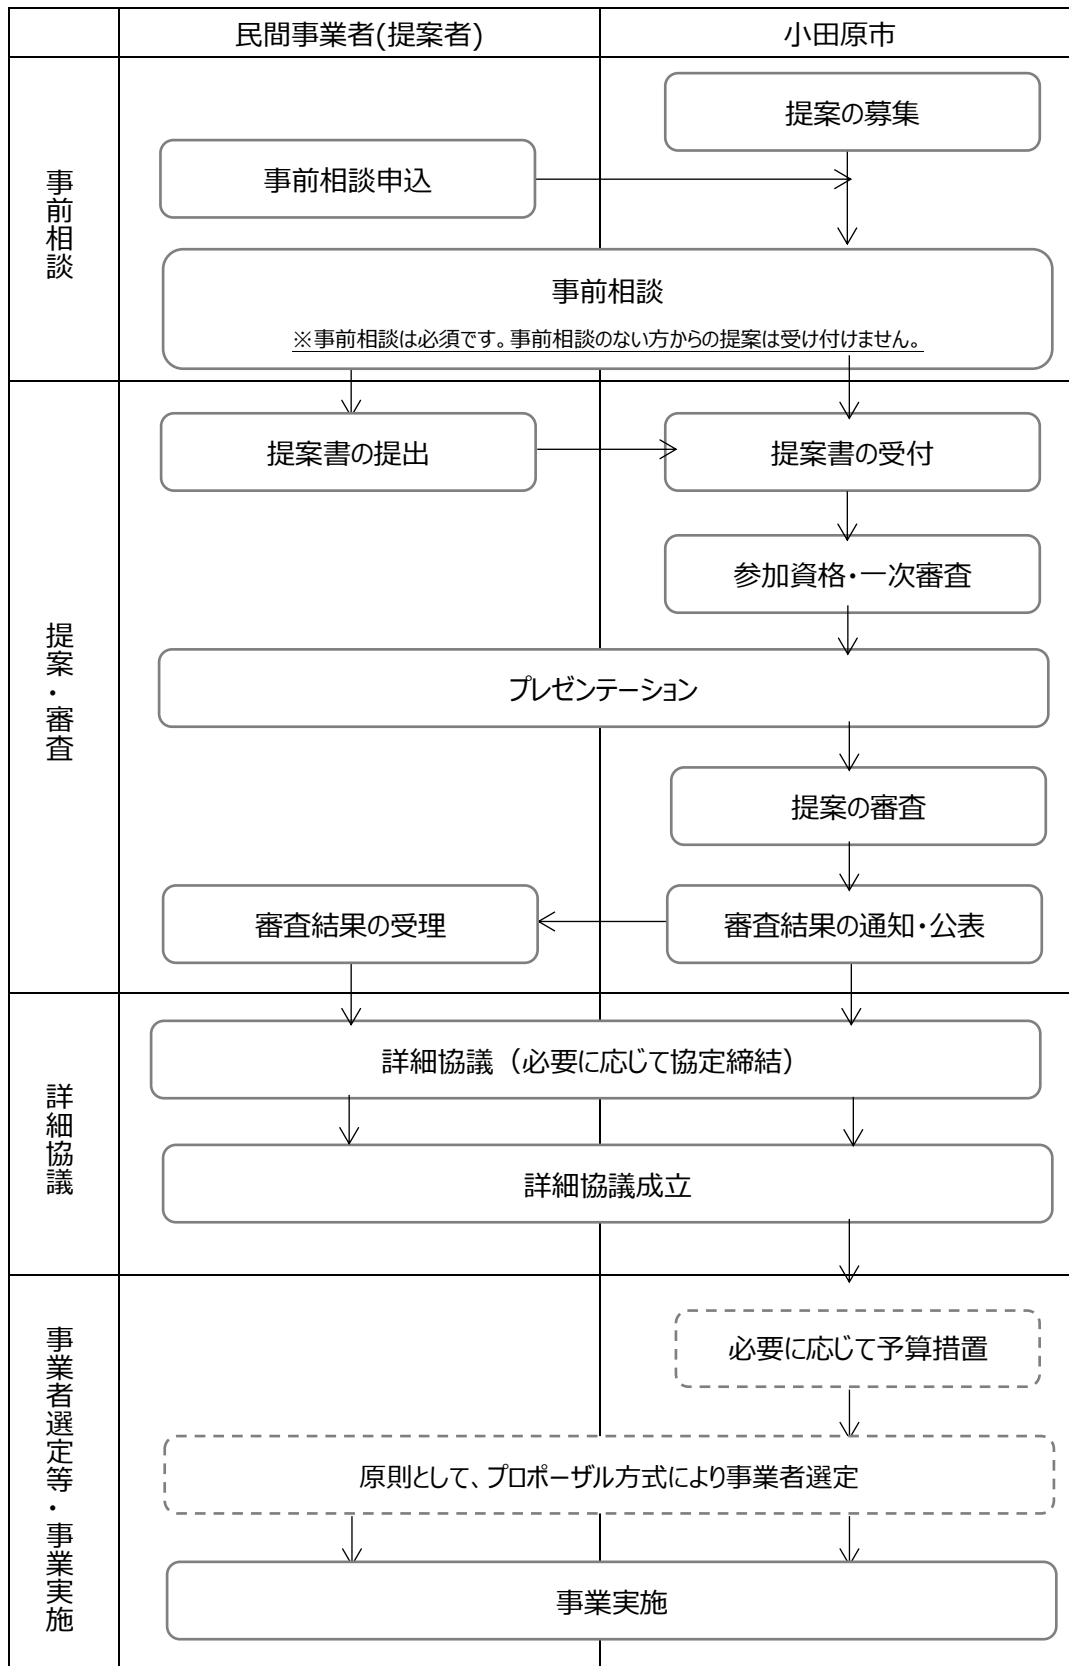 民間事業者(提案者)
小田原市
事前相談
提案の募集
事前相談申込
事前相談
※事前相談は必須です。事前相談のない方からの提案は受け付けません。
提案・審査
提案書の提出
提案書の受付
参加資格・一次審査
プレゼンテーション
提案の審査
審査結果の受理
審査結果の通知・公表
詳細協議
詳細協議（必要に応じて協定締結）
詳細協議成立
事業者選定等・事業実施
必要に応じて予算措置
原則として、プロポーザル方式により事業者選定
事業実施